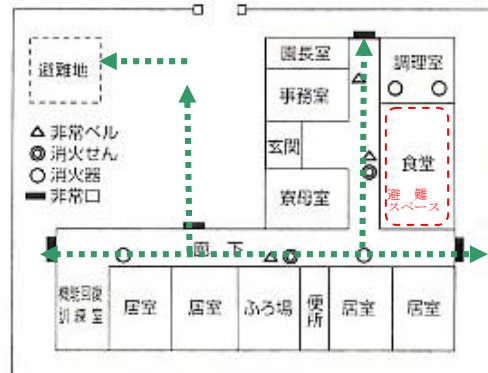 園長室
調理室
避難地
事務室
△ 非常ベル
◎ 消火せん
○ 消火器
非常口
玄関
食堂
避 難
スペース
寮母室
廊 下
機能回復
訓練室
居室
居室
ふろ場
便所
居室
居室